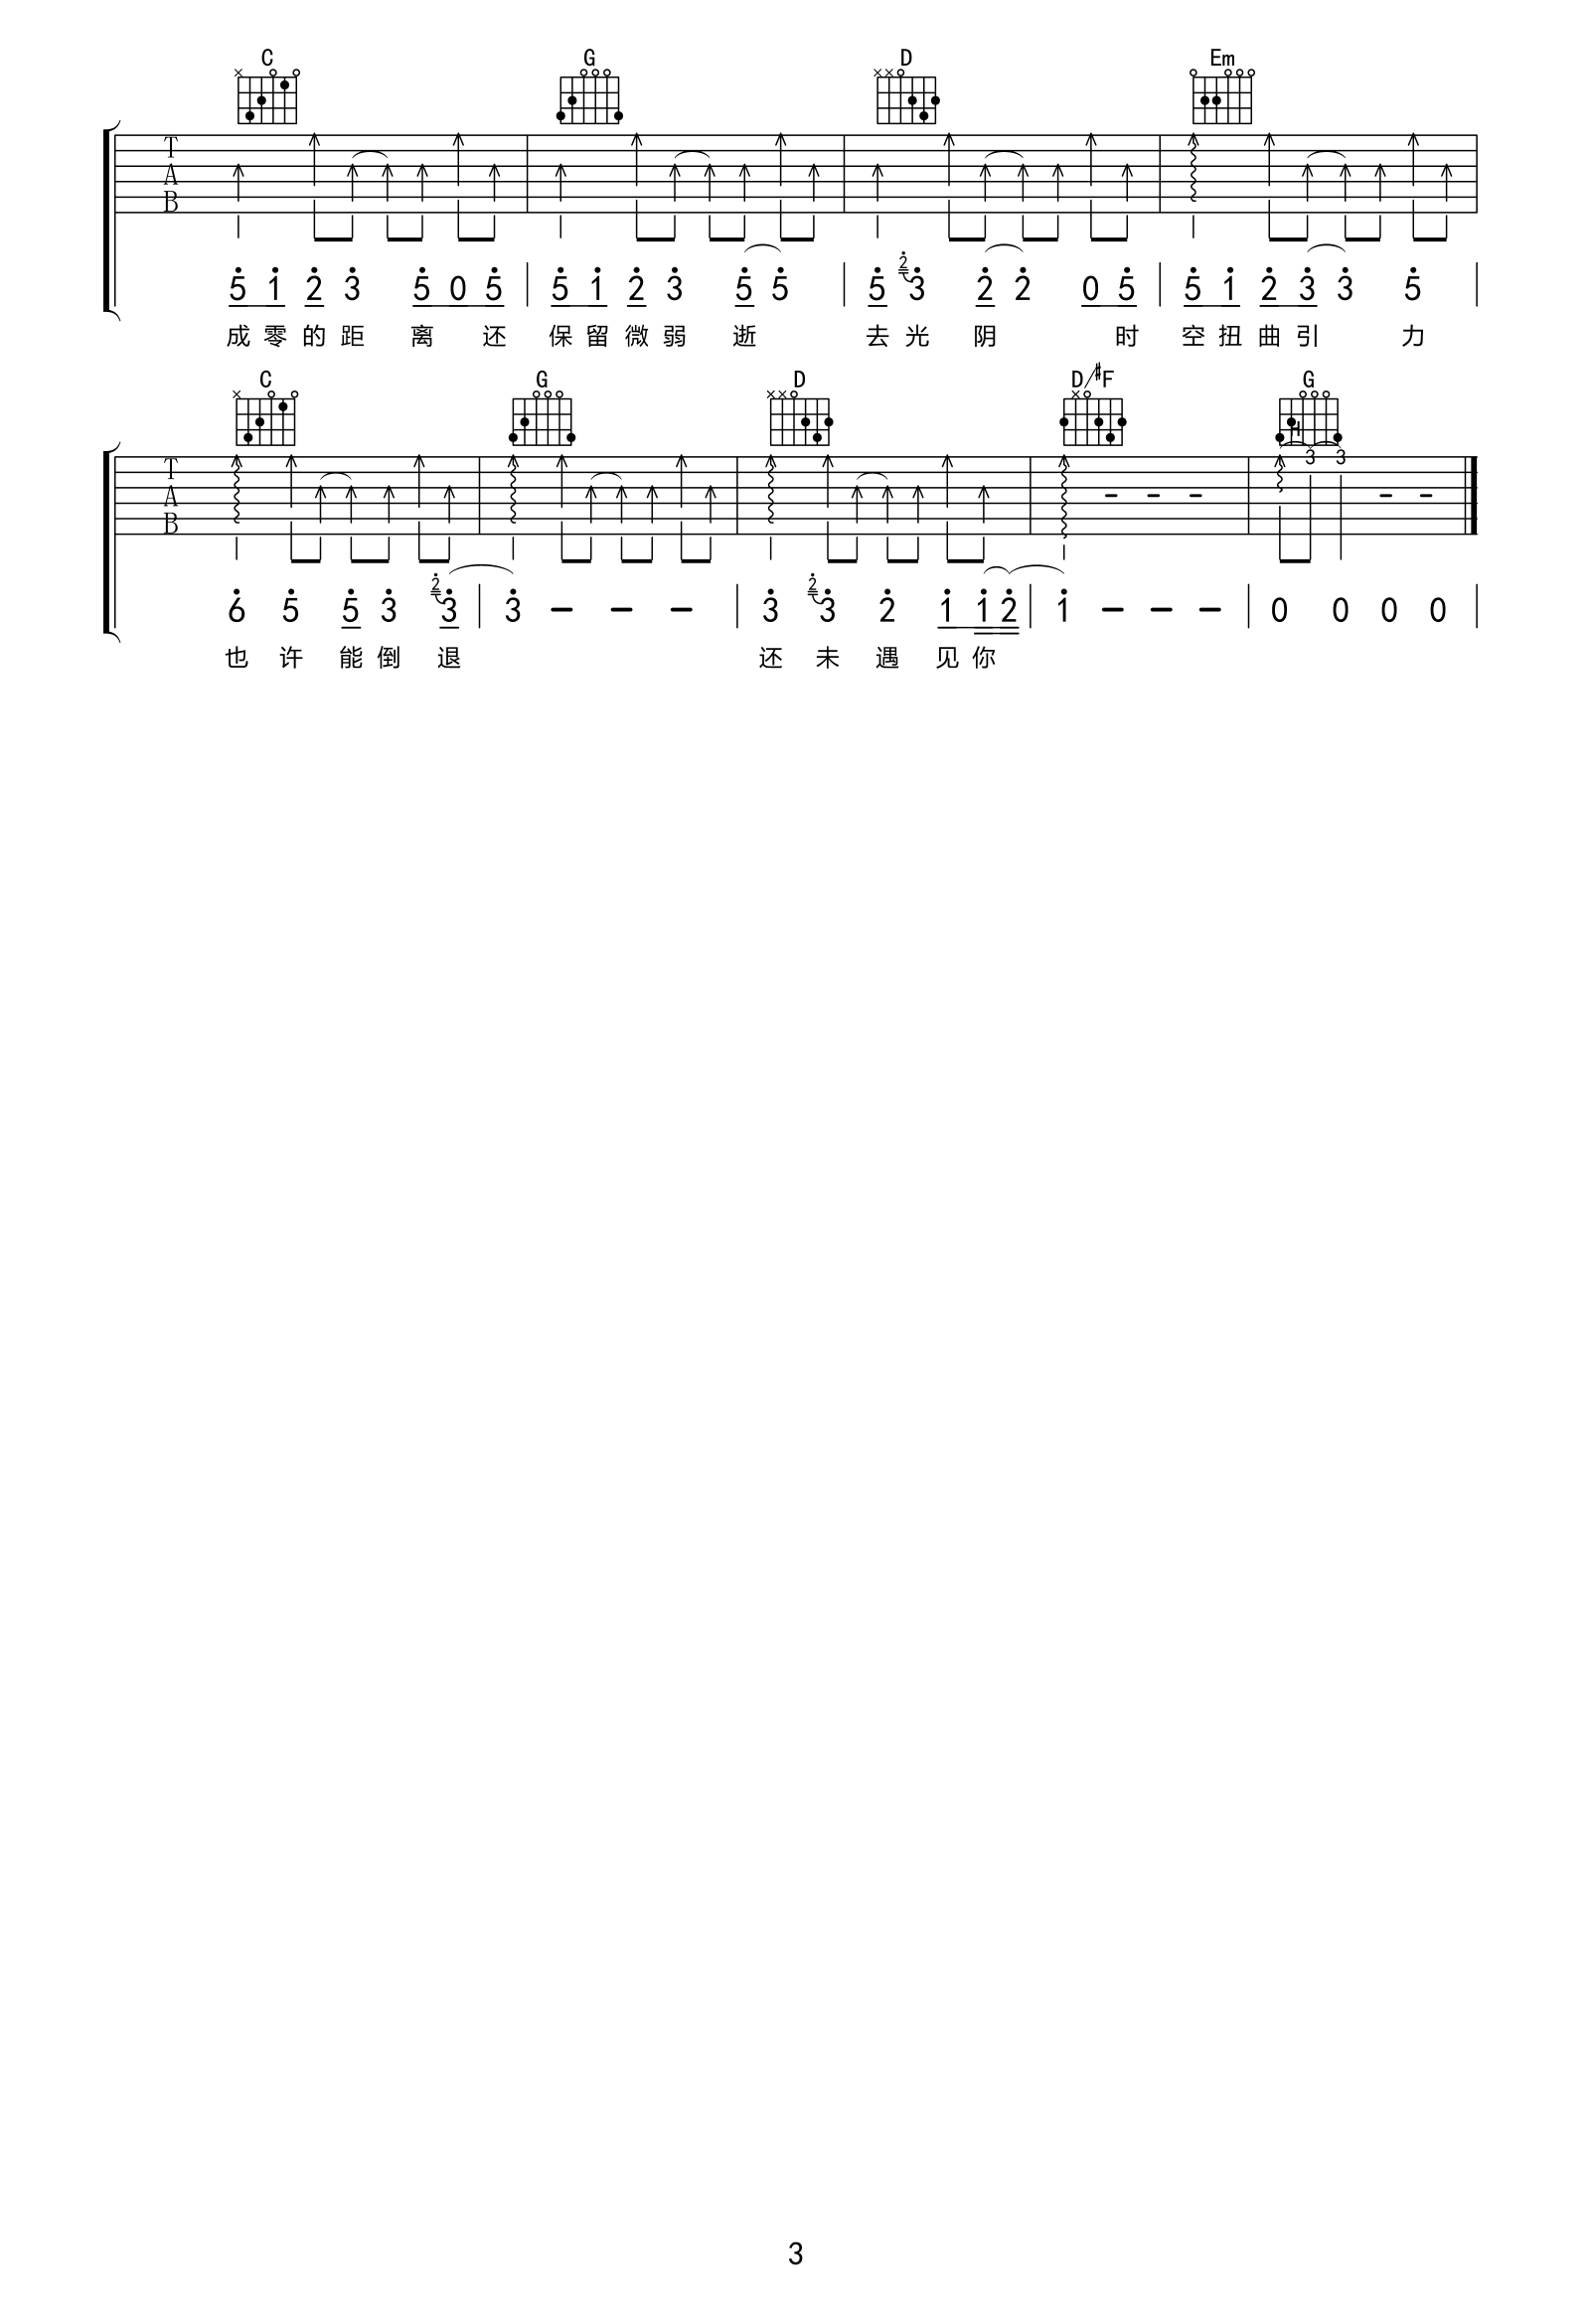 C G D Em
T
A
B
5 1 2 3 5 0 5 5 1 2 3 5 5 5 2 3 2 2 0 5 5 1 2 3 3 5
成 零 的 距 离 还 保 留 微 弱 逝 去 光 阴 时 空 扭 曲 引 力
C G D D/#F G
H
3 3
T
A
B
6 5 5 3 2 3 3 - - - 3 2 3 2 1 1 2 1 - - - 0 0 0 0
也 许 能 倒 退 还 未 遇 见 你
3